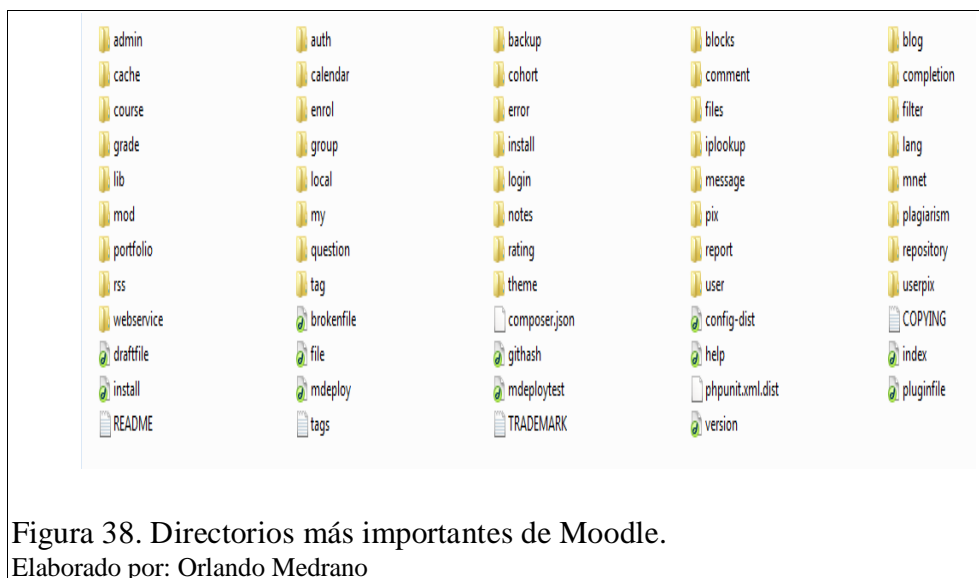 admin auth backup blocks blog
cache calendar cohort comment completion
course enrol error files filter
grade group install iplookup lang
lib local login message mnet
mod my notes pix plagiarism
portfolio question rating report repository
rss tag theme user userpix
webservice brokenfile composer.json config-dist COPYING
draftfile file githash help index
install mdeploy mdeploytest phpunit.xml.dist pluginfile
README tags TRADEMARK version
Figura 38. Directorios más importantes de Moodle.
Elaborado por: Orlando Medrano